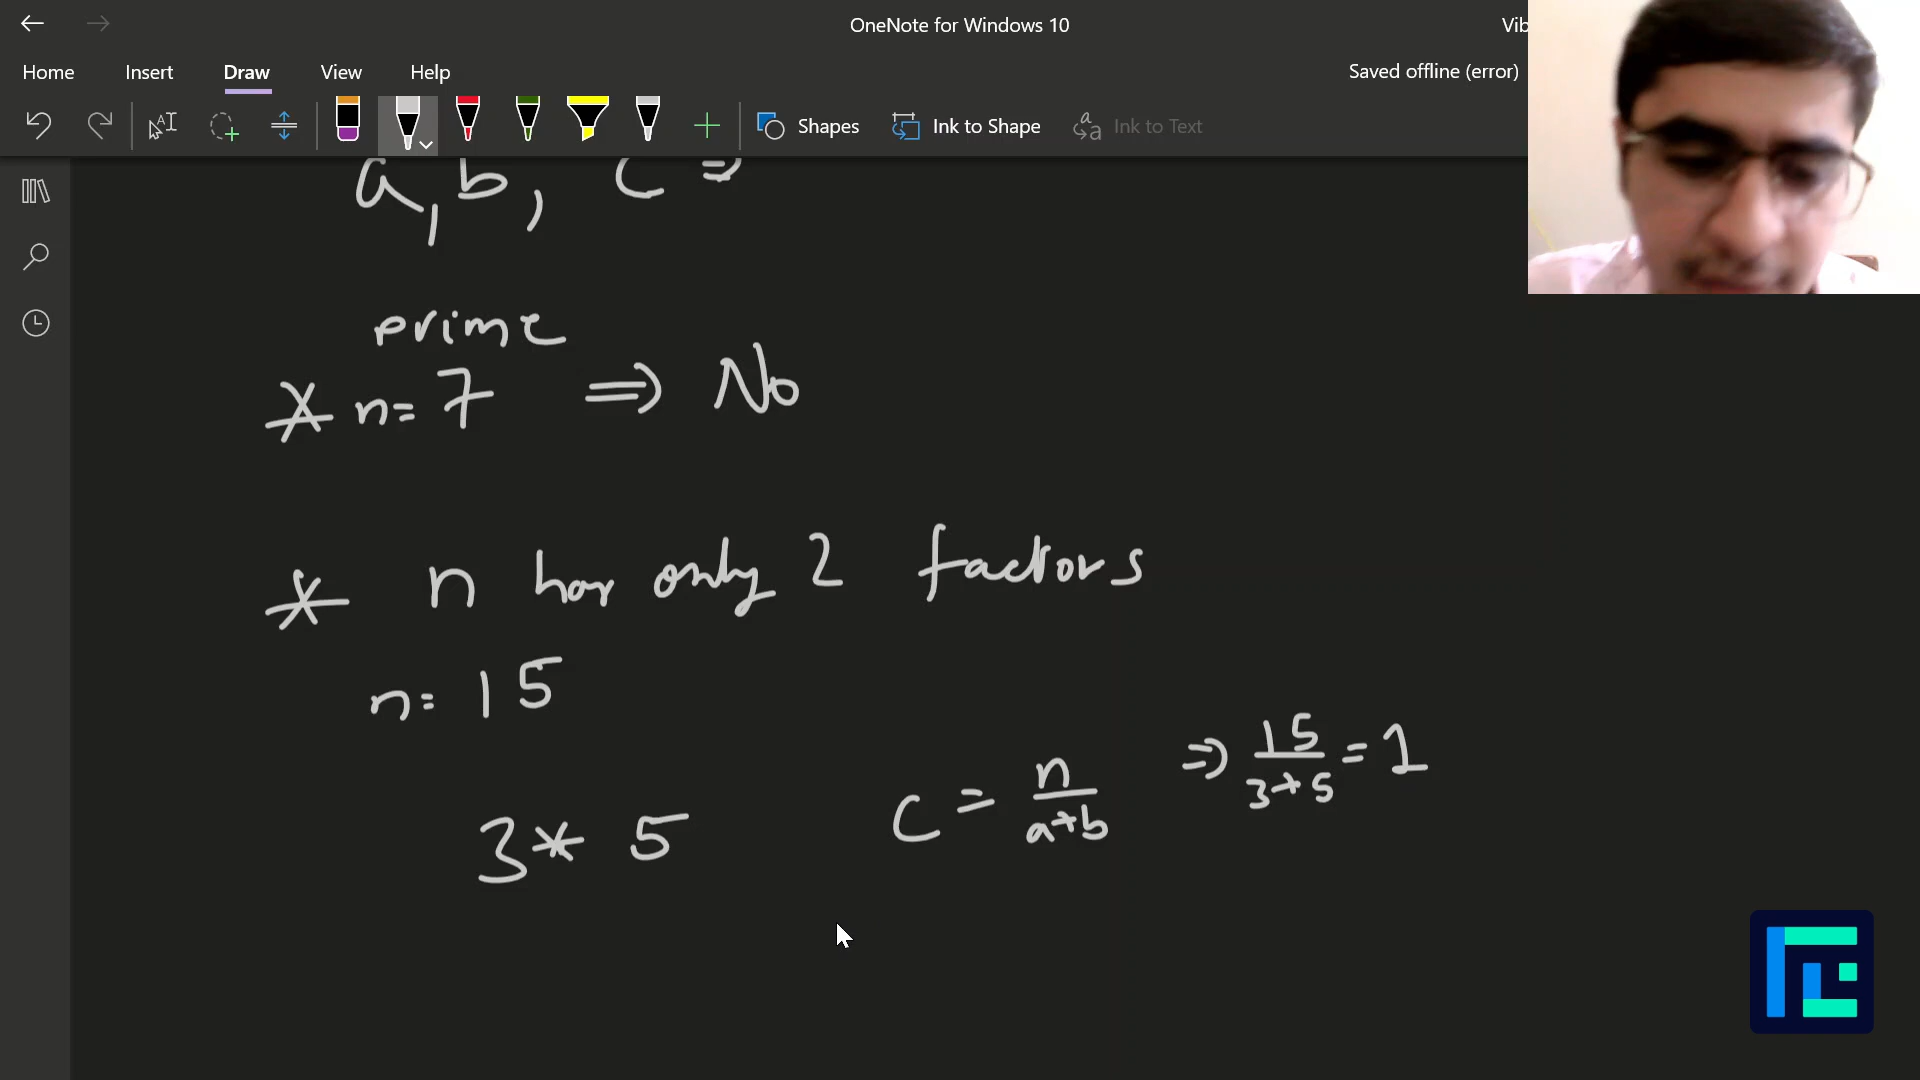 OneNote for Windows 10
Vib
Home Insert Draw View Help
Saved offline (error)
Shapes Ink to Shape Ink to Text
a, b, c ⇒
prime
* n= 7 ⇒ No
* n has only 2 factors
n= 15
⇒ 15/3*5 = 1
c = n/a*b
3* 5